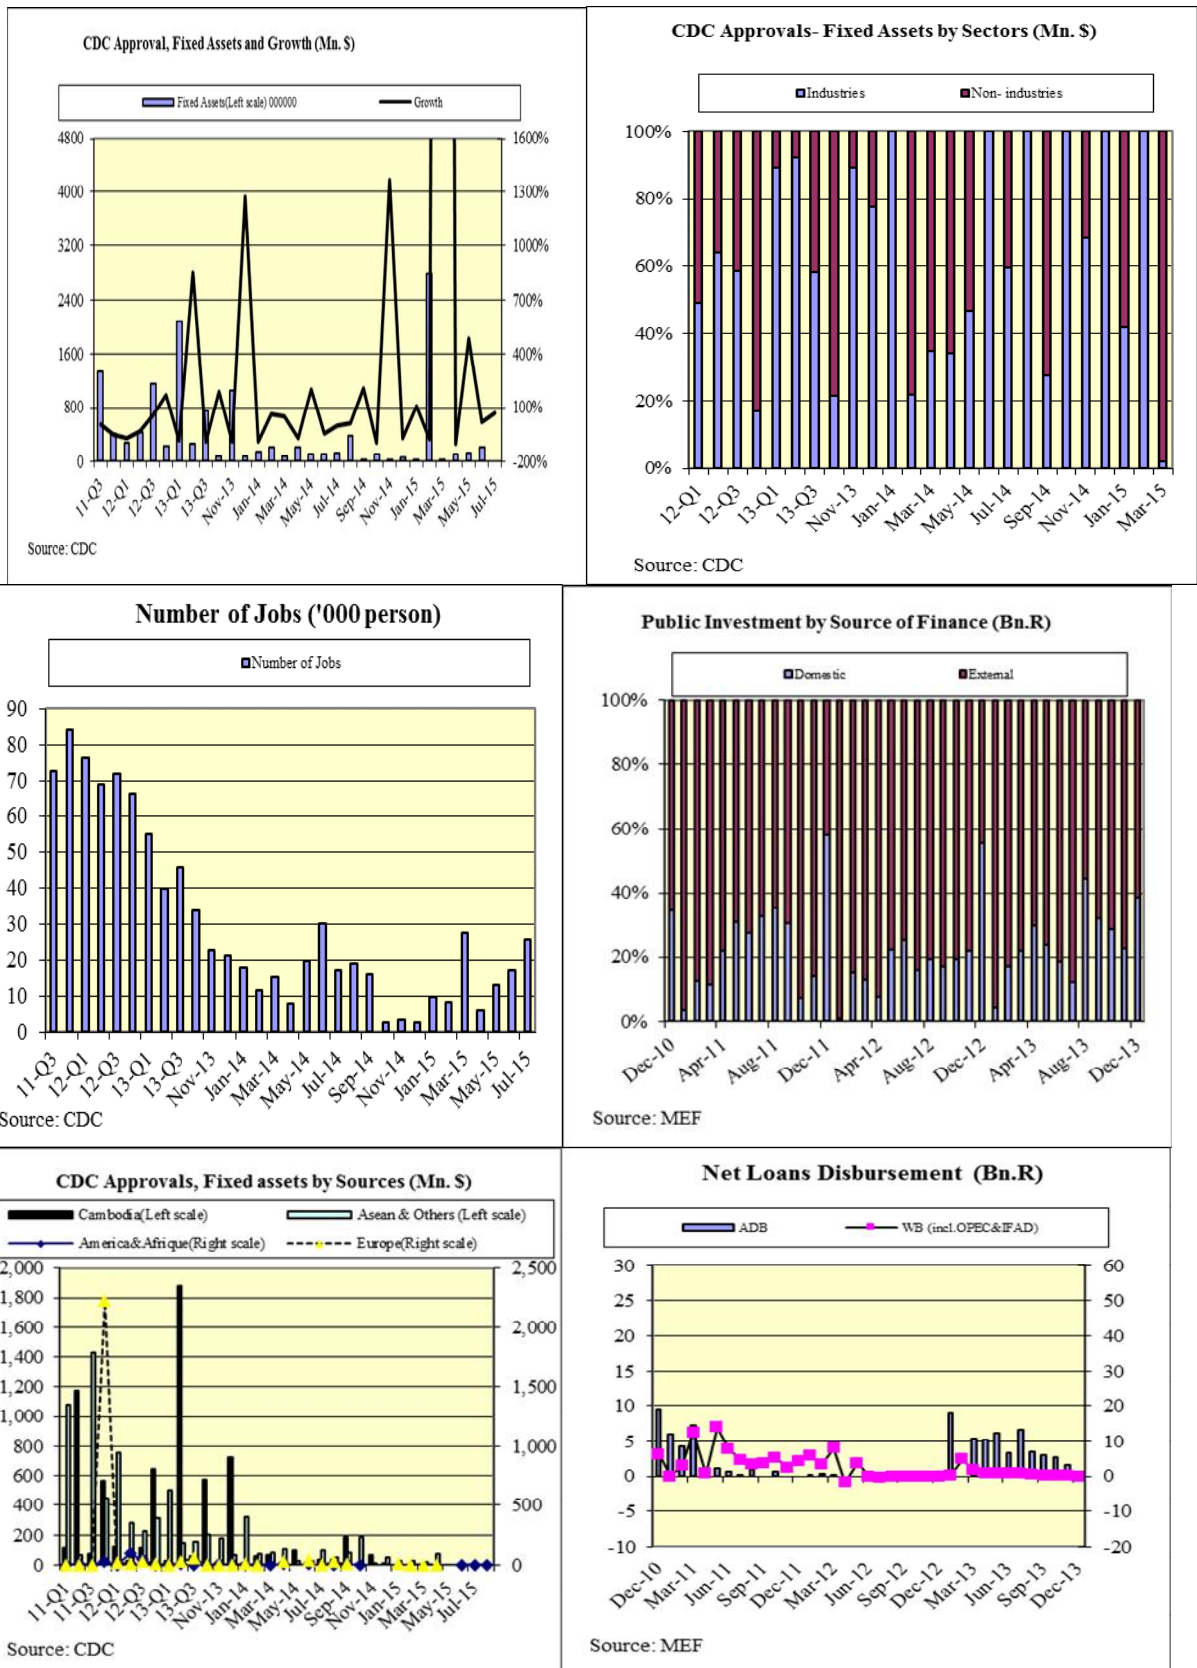 CDC Approval, Fixed Assets and Growth (Mn. $)
Fixed Assets(Left scale) 000000 Growth
4800 1600%
4000 1300%
3200 1000%
2400 700%
1600 400%
800 100%
0 -200%
11-Q3 12-Q1 12-Q3 13-Q1 13-Q3 Nov-13 Jan-14 Mar-14 May-14 Jul-14 Sep-14 Nov-14 Jan-15 Mar-15 May-15 Jul-15
Source: CDC
CDC Approvals- Fixed Assets by Sectors (Mn. $)
Industries Non- industries
100%
80%
60%
40%
20%
0%
12-Q1 12-Q3 13-Q1 13-Q3 Nov-13 Jan-14 Mar-14 May-14 Jul-14 Sep-14 Nov-14 Jan-15 Mar-15
Source: CDC
Number of Jobs ('000 person)
Number of Jobs
90
80
70
60
50
40
30
20
10
0
11-Q3 12-Q1 12-Q3 13-Q1 13-Q3 Nov-13 Jan-14 Mar-14 May-14 Jul-14 Sep-14 Nov-14 Jan-15 Mar-15 May-15 Jul-15
Source: CDC
Public Investment by Source of Finance (Bn.R)
Domestic External
100%
80%
60%
40%
20%
0%
Dec-10 Apr-11 Aug-11 Dec-11 Apr-12 Aug-12 Dec-12 Apr-13 Aug-13 Dec-13
Source: MEF
CDC Approvals, Fixed assets by Sources (Mn. $)
Cambodia(Left scale) Asean & Others (Left scale)
America&Afrique(Right scale) Europe(Right scale)
2,000 2,500
1,800
1,600 2,000
1,400
1,200 1,500
1,000
800 1,000
600
400 500
200
0 0
11-Q1 11-Q3 12-Q1 12-Q3 13-Q1 13-Q3 Nov-13 Jan-14 Mar-14 May-14 Jul-14 Sep-14 Nov-14 Jan-15 Mar-15 May-15 Jul-15
Source: CDC
Net Loans Disbursement (Bn.R)
ADB WB (incl.OPEC&IFAD)
30 60
25 50
20 40
15 30
10 20
5 10
0 0
-5 -10
-10 -20
Dec-10 Mar-11 Jun-11 Sep-11 Dec-11 Mar-12 Jun-12 Sep-12 Dec-12 Mar-13 Jun-13 Sep-13 Dec-13
Source: MEF